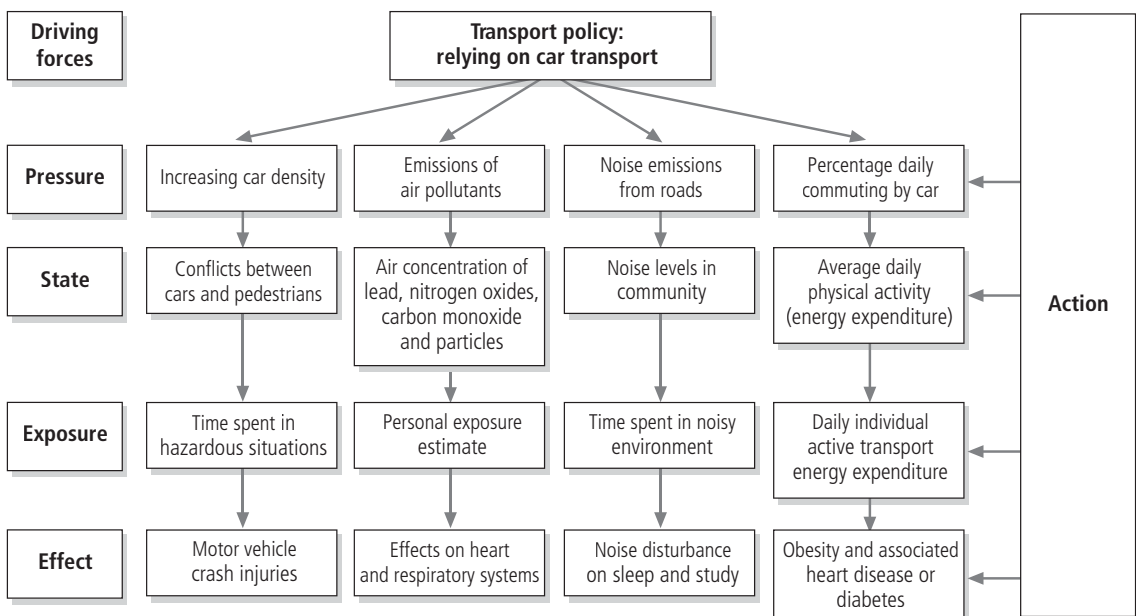 Driving
forces
Transport policy:
relying on car transport
Pressure
Increasing car density
Emissions of
air pollutants
Noise emissions
from roads
Percentage daily
commuting by car
State
Conflicts between
cars and pedestrians
Air concentration of
lead, nitrogen oxides,
carbon monoxide
and particles
Noise levels in
community
Average daily
physical activity
(energy expenditure)
Action
Exposure
Time spent in
hazardous situations
Personal exposure
estimate
Time spent in noisy
environment
Daily individual
active transport
energy expenditure
Effect
Motor vehicle
crash injuries
Effects on heart
and respiratory systems
Noise disturbance
on sleep and study
Obesity and associated
heart disease or
diabetes